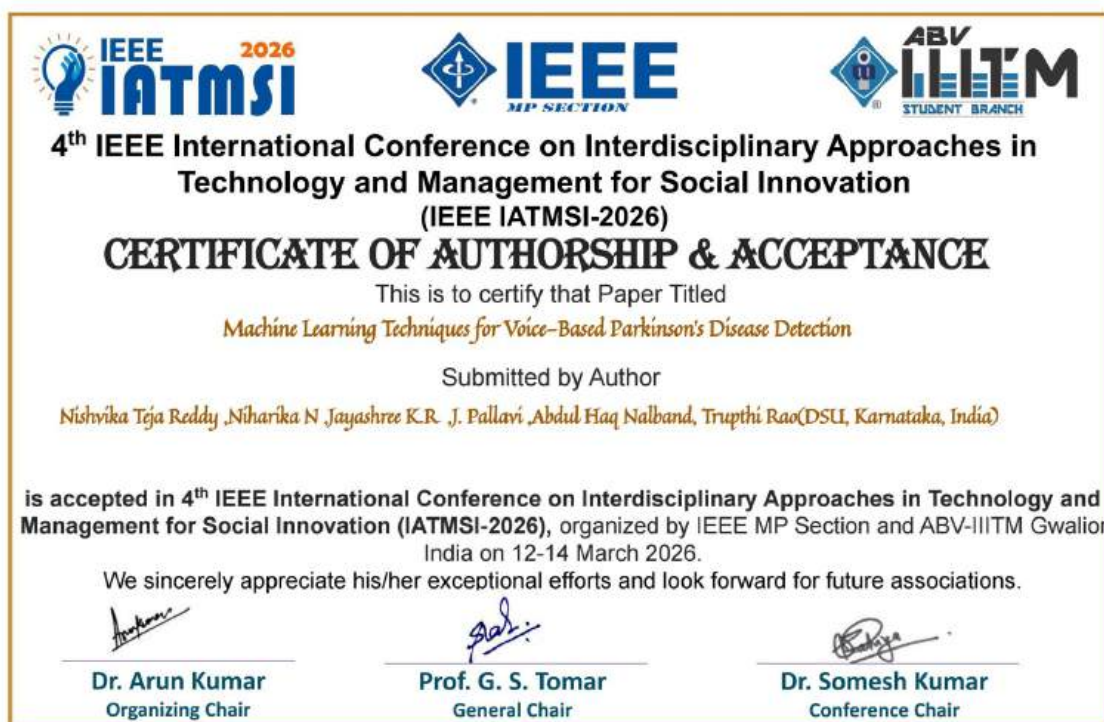 IEEE 2026
IATMSI
IEEE
MP SECTION
ABV
IIITM
STUDENT BRANCH
4th IEEE International Conference on Interdisciplinary Approaches in
Technology and Management for Social Innovation
(IEEE IATMSI-2026)
CERTIFICATE OF AUTHORSHIP & ACCEPTANCE
This is to certify that Paper Titled
Machine Learning Techniques for Voice-Based Parkinson's Disease Detection
Submitted by Author
Nishvika Teja Reddy ,Niharika N ,Jayashree K.R ,J. Pallavi ,Abdul Haq Nalband, Trupthi Rao(DSU, Karnataka, India)
is accepted in 4th IEEE International Conference on Interdisciplinary Approaches in Technology and
Management for Social Innovation (IATMSI-2026), organized by IEEE MP Section and ABV-IIITM Gwalior
India on 12-14 March 2026.
We sincerely appreciate his/her exceptional efforts and look forward for future associations.
Dr. Arun Kumar
Organizing Chair
Prof. G. S. Tomar
General Chair
Dr. Somesh Kumar
Conference Chair